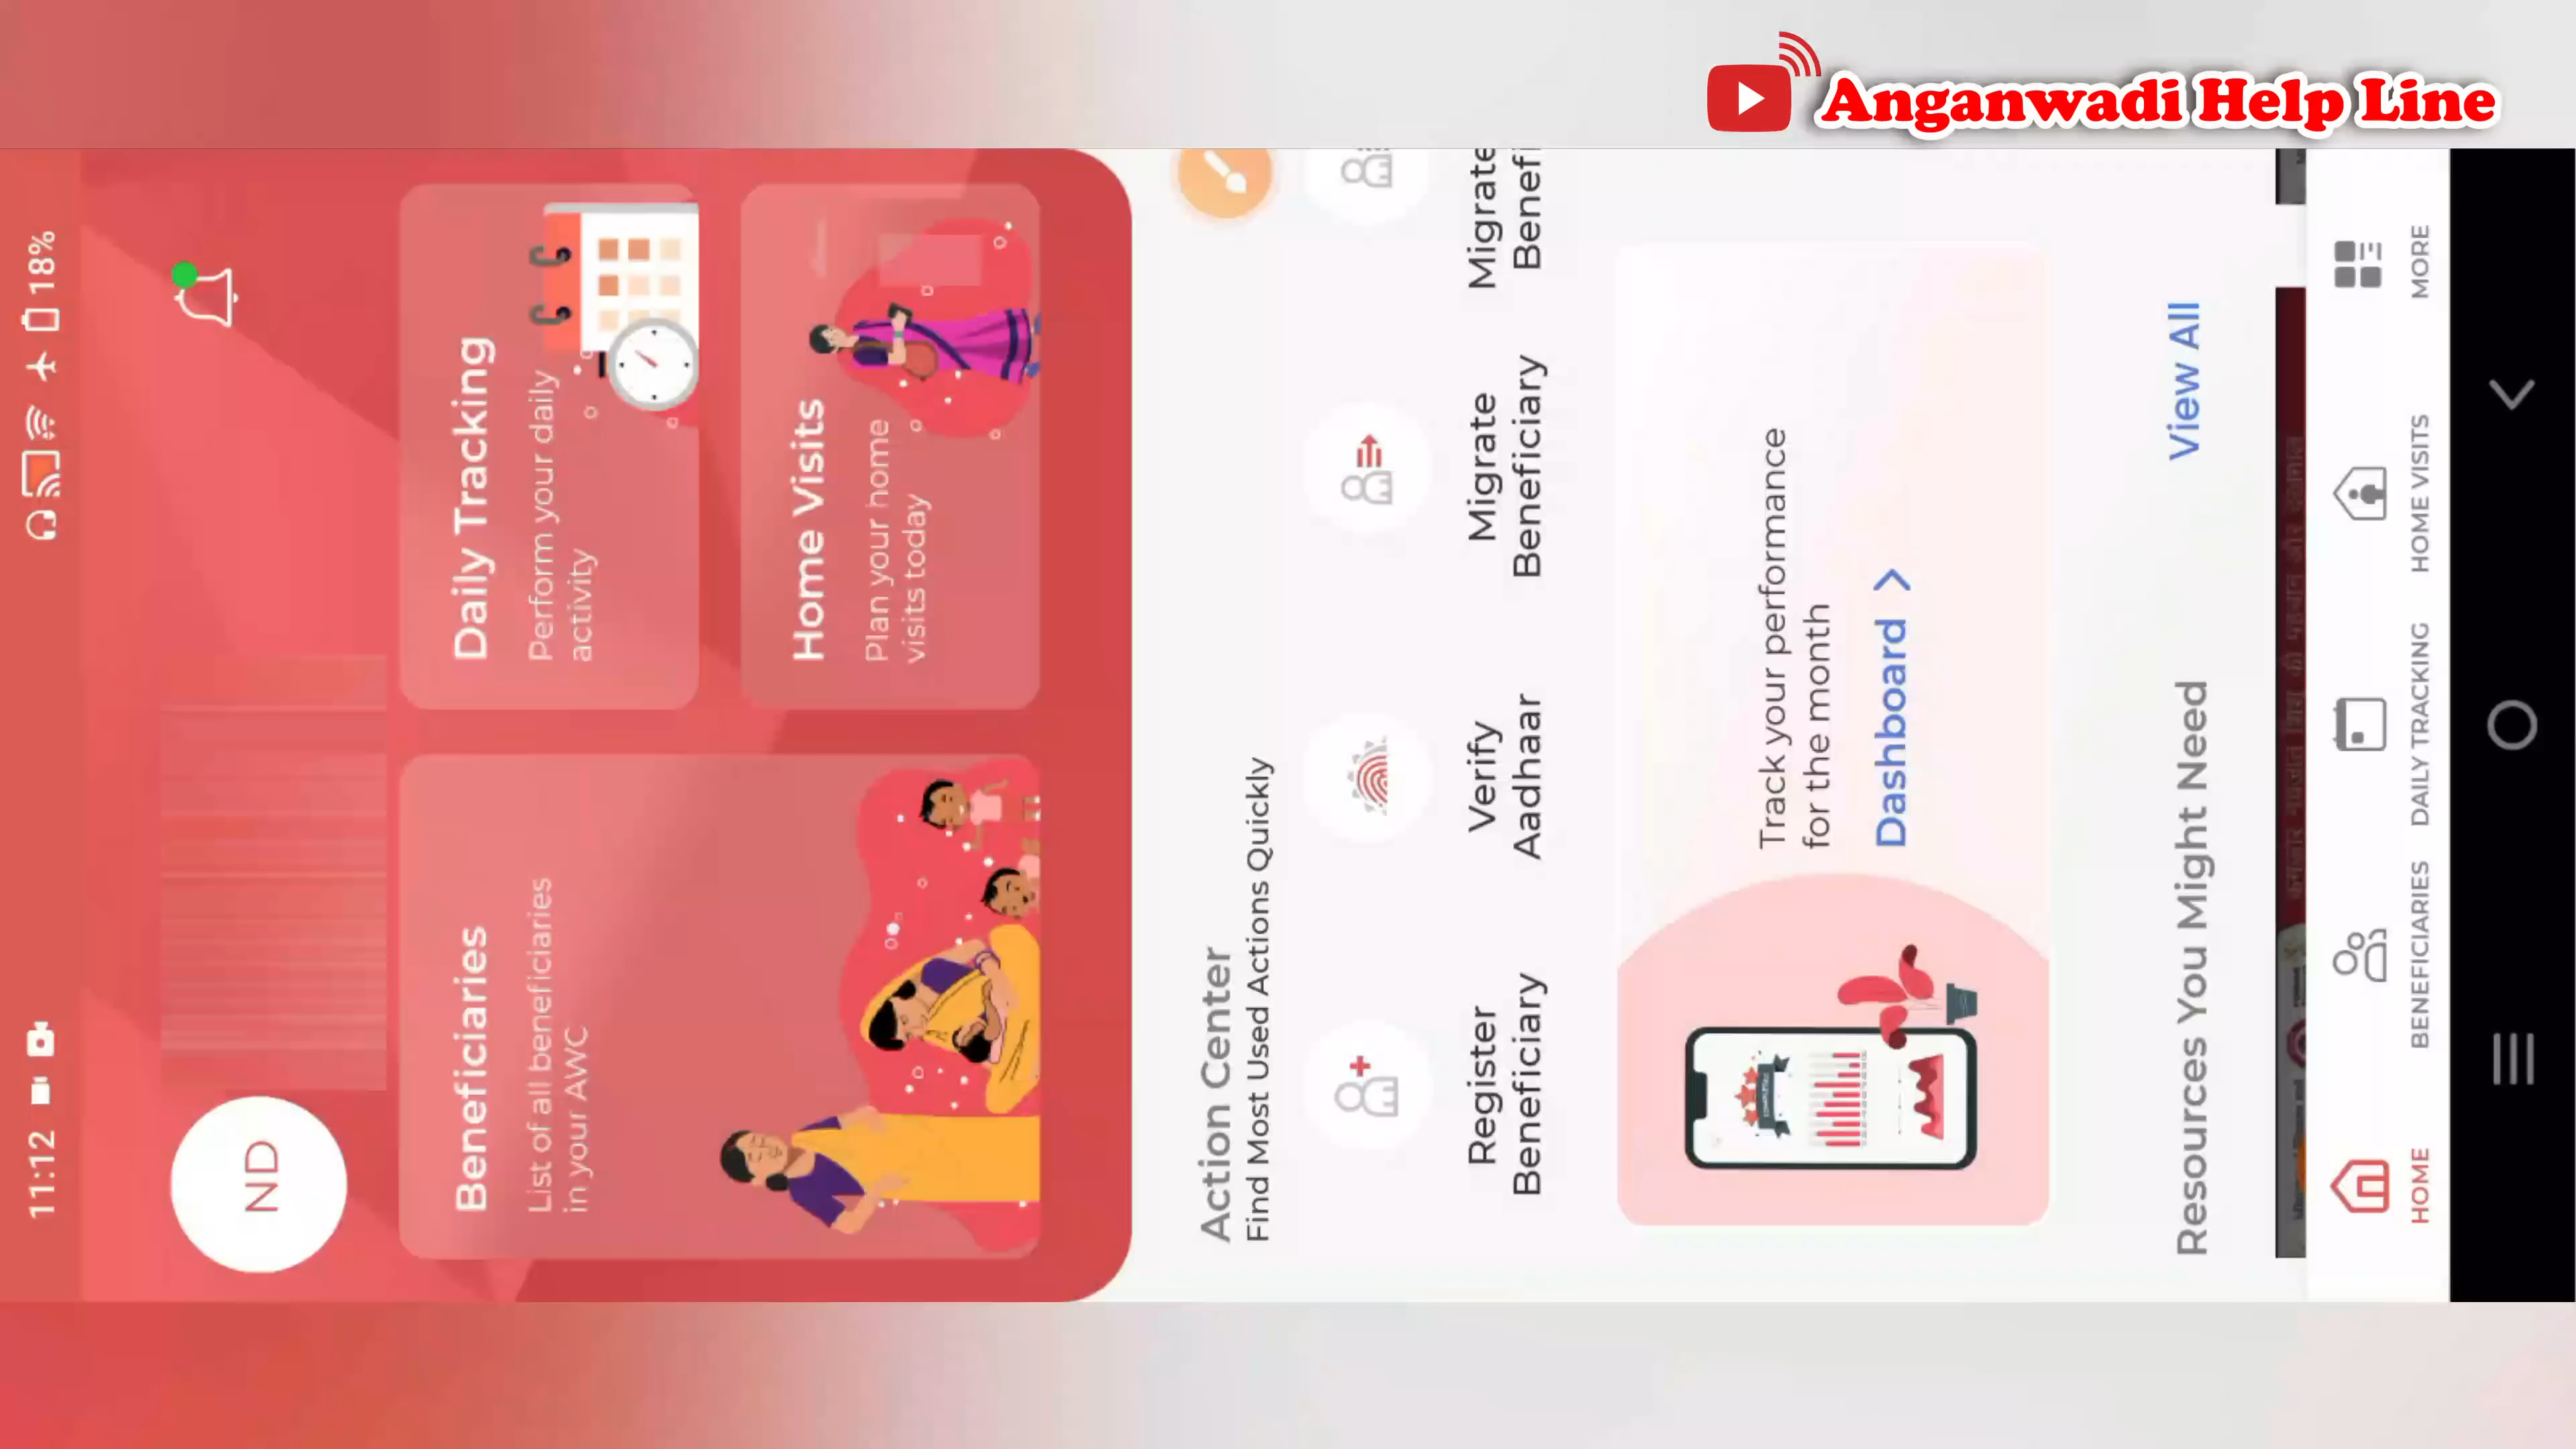 Anganwadi Help Line
11:12
18%
ND
Beneficiaries
List of all beneficiaries
in your AWC
Daily Tracking
Perform your daily
activity
Home Visits
Plan your home
visits today
Action Center
Find Most Used Actions Quickly
Register
Beneficiary
Verify
Aadhaar
Migrate
Beneficiary
Migrate
Benefi
Track your performance
for the month
Dashboard
Resources You Might Need
View All
HOME
BENEFICIARIES
DAILY TRACKING
HOME VISITS
MORE